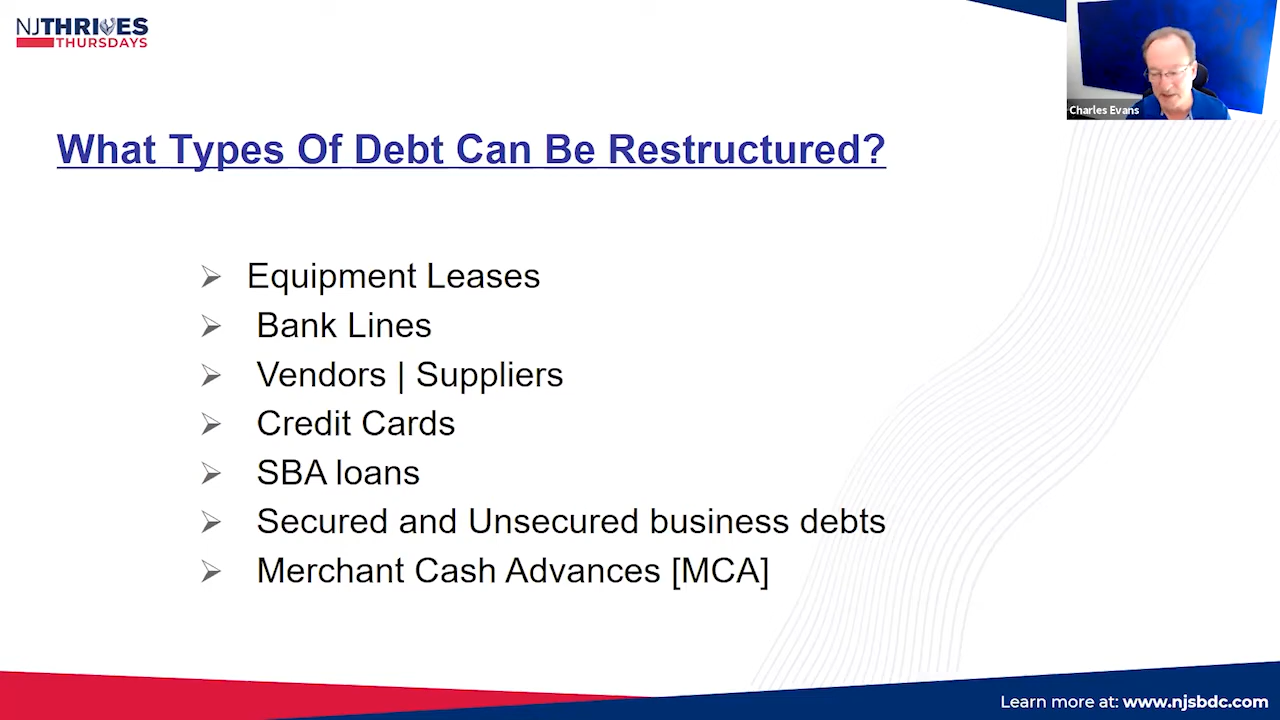 NJTHRIVES
THURSDAYS
Charles Evans
What Types Of Debt Can Be Restructured?
Equipment Leases
Bank Lines
Vendors | Suppliers
Credit Cards
SBA loans
Secured and Unsecured business debts
Merchant Cash Advances [MCA]
Learn more at: www.njsbdc.com